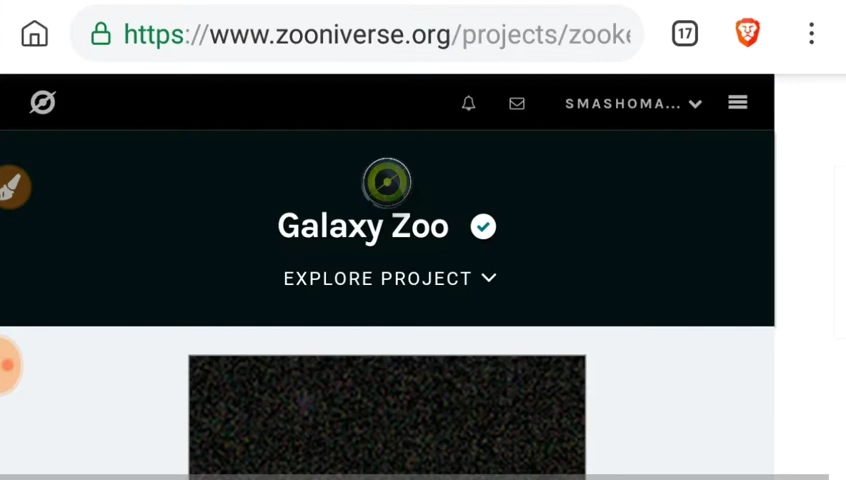 https://www.zooniverse.org/projects/zook
17
SMASHOMA...
Galaxy Zoo
EXPLORE PROJECT